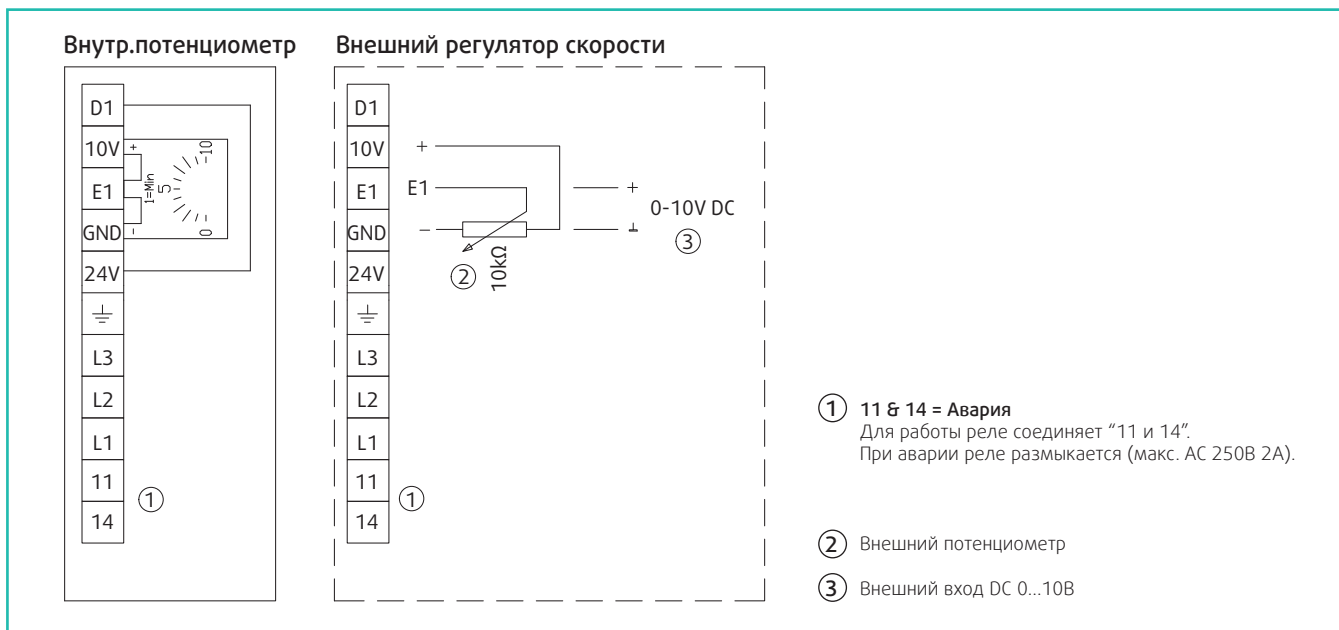 Внутр.потенциометр
D1
10V
E1
GND
24V
L3
L2
L1
11
14
+
-
1=Min
0
5
10
①
Внешний регулятор скорости
D1
10V
E1
GND
24V
L3
L2
L1
11
14
+
E1
–
②
10kΩ
+
0-10V DC
③
①
① 11 & 14 = Авария
Для работы реле соединяет “11 и 14”.
При аварии реле размыкается (макс. AC 250В 2А).
② Внешний потенциометр
③ Внешний вход DC 0...10В